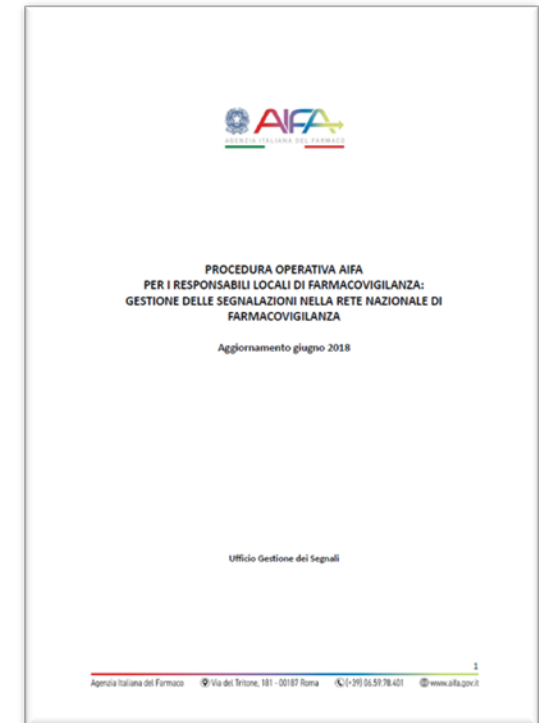 AIFA
AGENZIA ITALIANA DEL FARMACO
PROCEDURA OPERATIVA AIFA
PER I RESPONSABILI LOCALI DI FARMACOVIGILANZA:
GESTIONE DELLE SEGNALAZIONI NELLA RETE NAZIONALE DI
FARMACOVIGILANZA
Aggiornamento giugno 2018
Ufficio Gestione dei Segnali
1
Agenzia Italiana del Farmaco Via del Tritone, 181 - 00187 Roma (+39) 06.59.78.401 www.aifa.gov.it